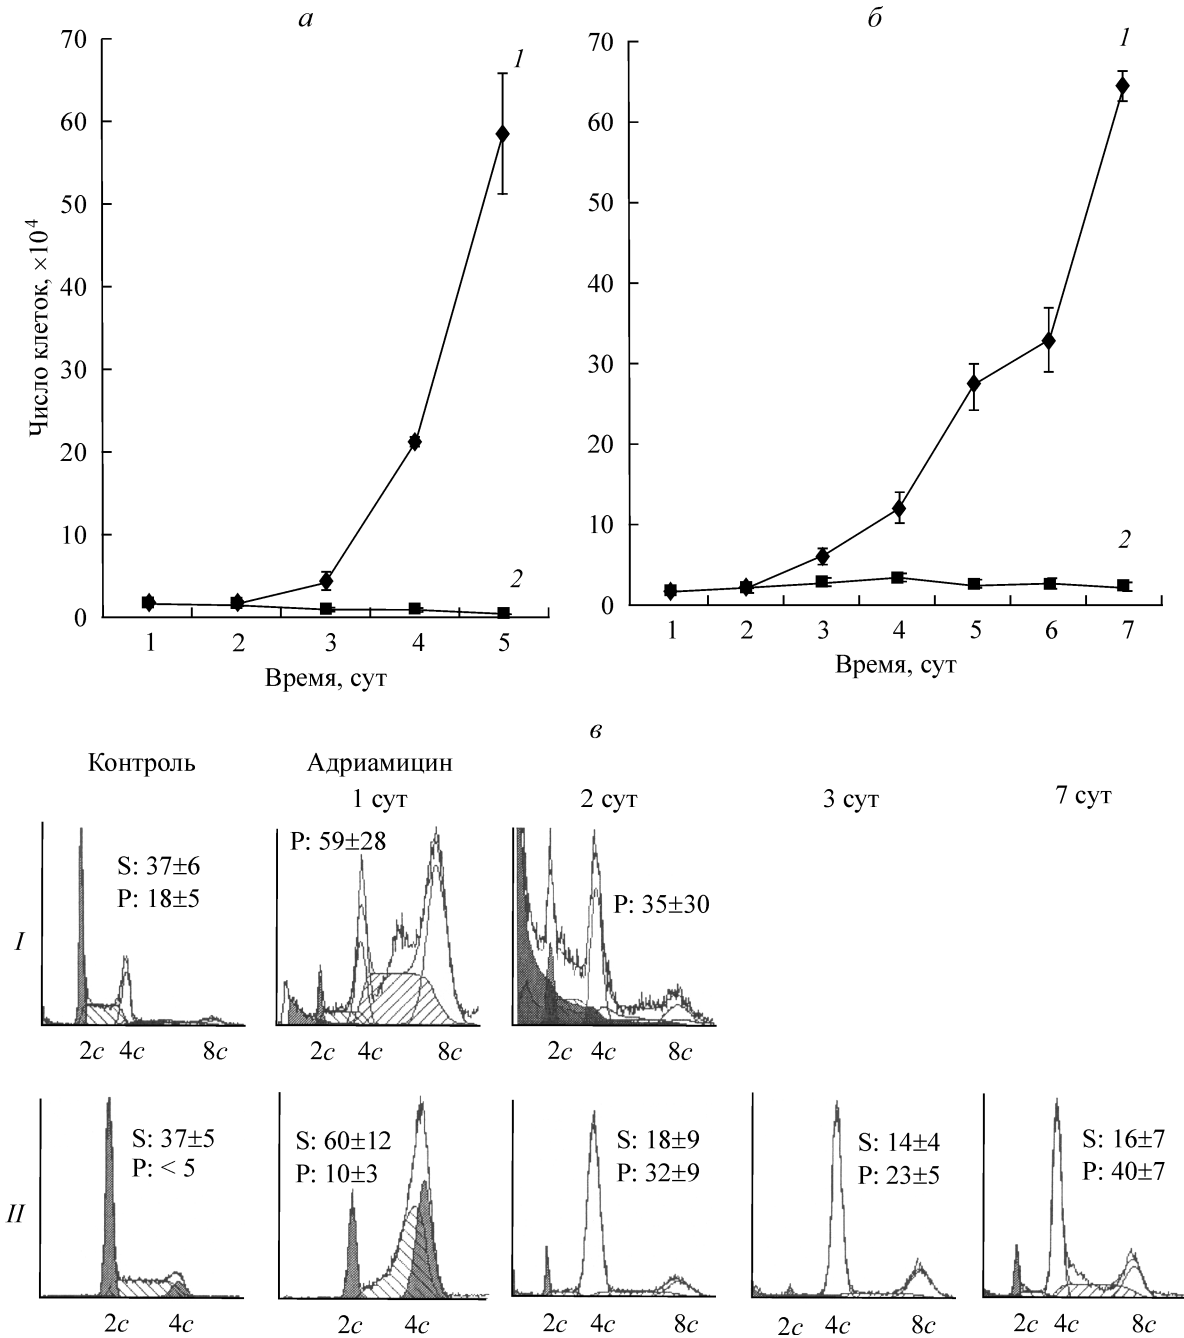 а
б
Число клеток, ×10⁴
70
60
50
40
30
20
10
0
1
2
1 2 3 4 5
Время, сут
70
60
50
40
30
20
10
0
1
2
1 2 3 4 5 6 7
Время, сут
в
Контроль
Адриамицин
1 сут
2 сут
3 сут
7 сут
I
S: 37±6
P: 18±5
P: 59±28
P: 35±30
2c 4c 8c
2c 4c 8c
2c 4c 8c
II
S: 37±5
P: < 5
S: 60±12
P: 10±3
S: 18±9
P: 32±9
S: 14±4
P: 23±5
S: 16±7
P: 40±7
2c 4c
2c 4c
2c 4c 8c
2c 4c 8c
2c 4c 8c